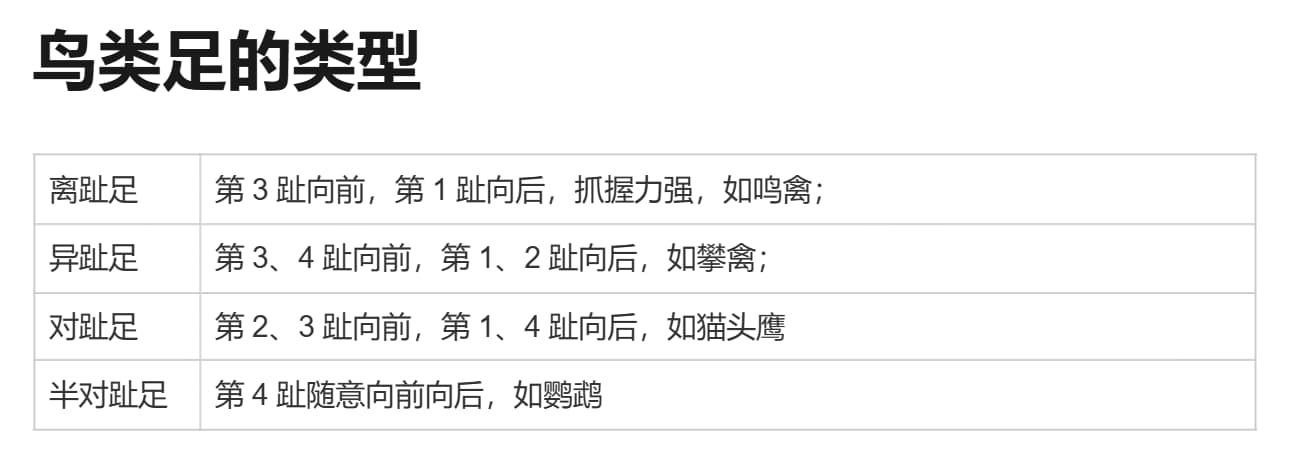 鸟类足的类型
离趾足 第 3 趾向前，第 1 趾向后，抓握力强，如鸣禽；
异趾足 第 3、4 趾向前，第 1、2 趾向后，如攀禽；
对趾足 第 2、3 趾向前，第 1、4 趾向后，如猫头鹰
半对趾足 第 4 趾随意向前向后，如鹦鹉